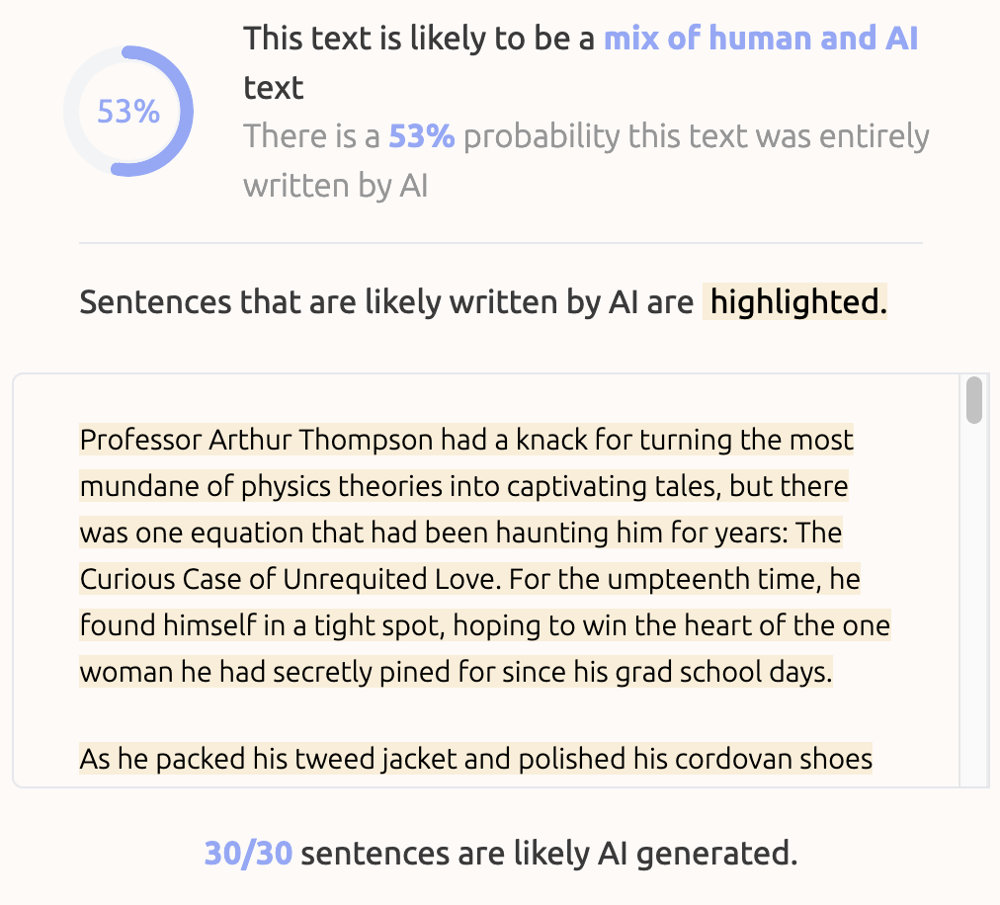 53%
This text is likely to be a mix of human and AI
text
There is a 53% probability this text was entirely
written by AI
Sentences that are likely written by AI are highlighted.
Professor Arthur Thompson had a knack for turning the most
mundane of physics theories into captivating tales, but there
was one equation that had been haunting him for years: The
Curious Case of Unrequited Love. For the umpteenth time, he
found himself in a tight spot, hoping to win the heart of the one
woman he had secretly pined for since his grad school days.
As he packed his tweed jacket and polished his cordovan shoes
30/30 sentences are likely AI generated.